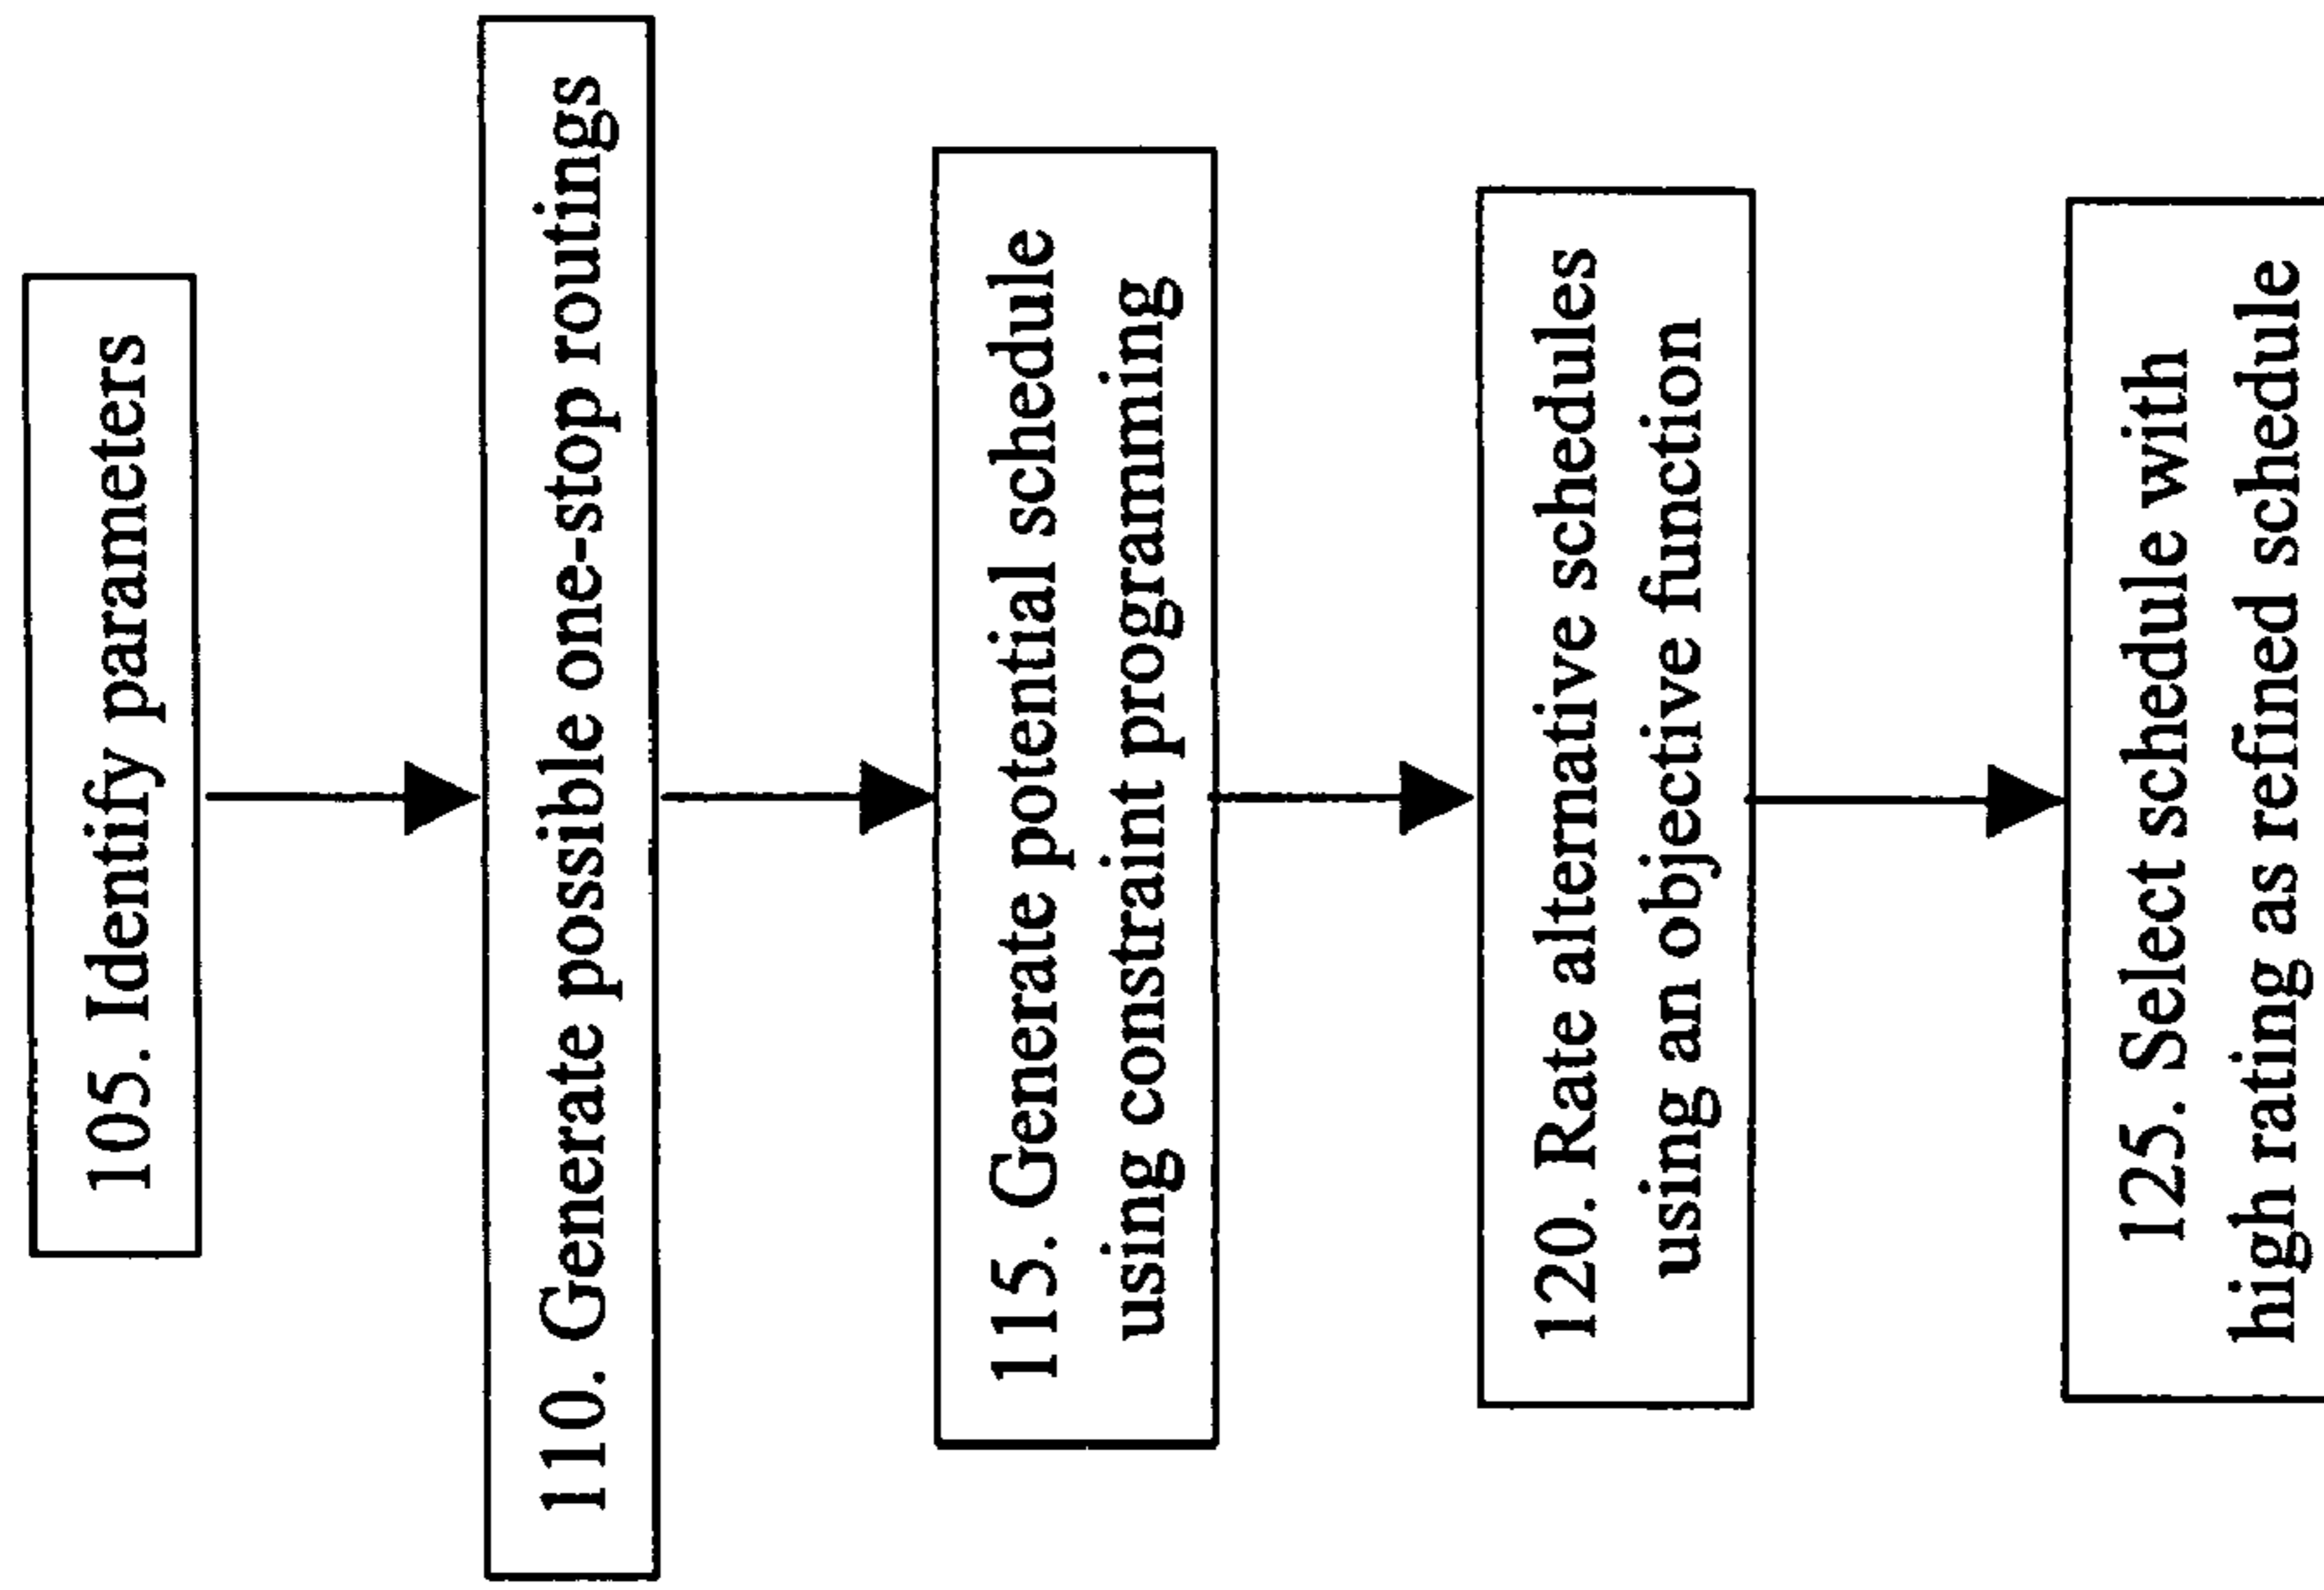 105. Identify parameters
110. Generate possible one-stop routings
115. Generate potential schedule
using constraint programming
120. Rate alternative schedules
using an objective function
125. Select schedule with
high rating as refined schedule